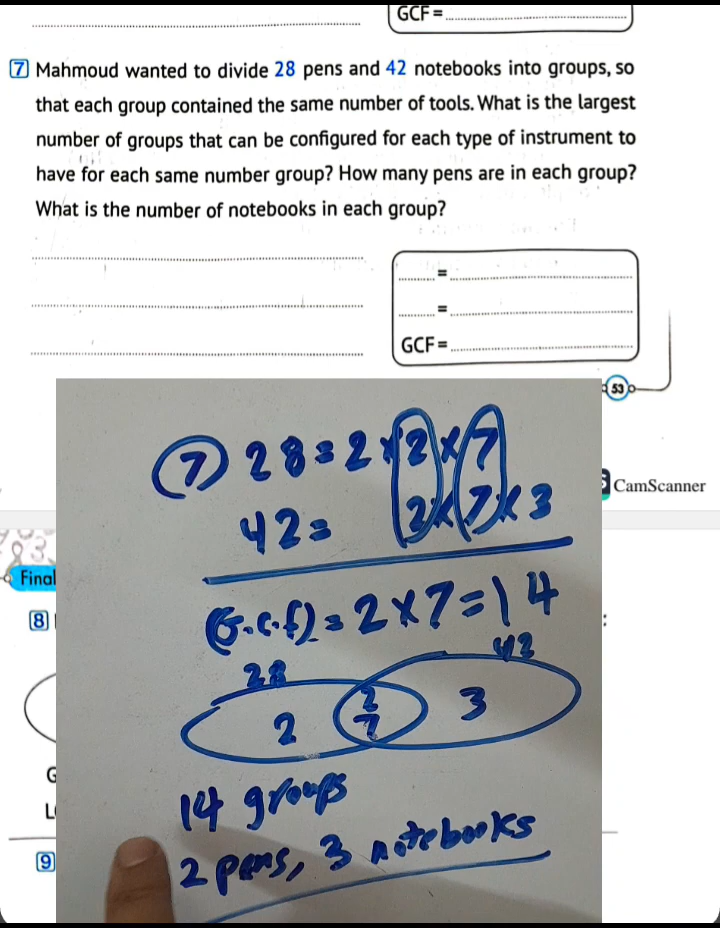 GCF = ........................
7 Mahmoud wanted to divide 28 pens and 42 notebooks into groups, so
that each group contained the same number of tools. What is the largest
number of groups that can be configured for each type of instrument to
have for each same number group? How many pens are in each group?
What is the number of notebooks in each group?
............ = ........................
............ = ........................
GCF = ........................
53
CamScanner
7 28 = 2 × 2 × 7
42 = 2 × 7 × 3
(G.C.f) = 2 × 7 = 14
28 42
2 2 7 3
14 groups
2 pens, 3 notebooks
Final
8 :
G
L
9